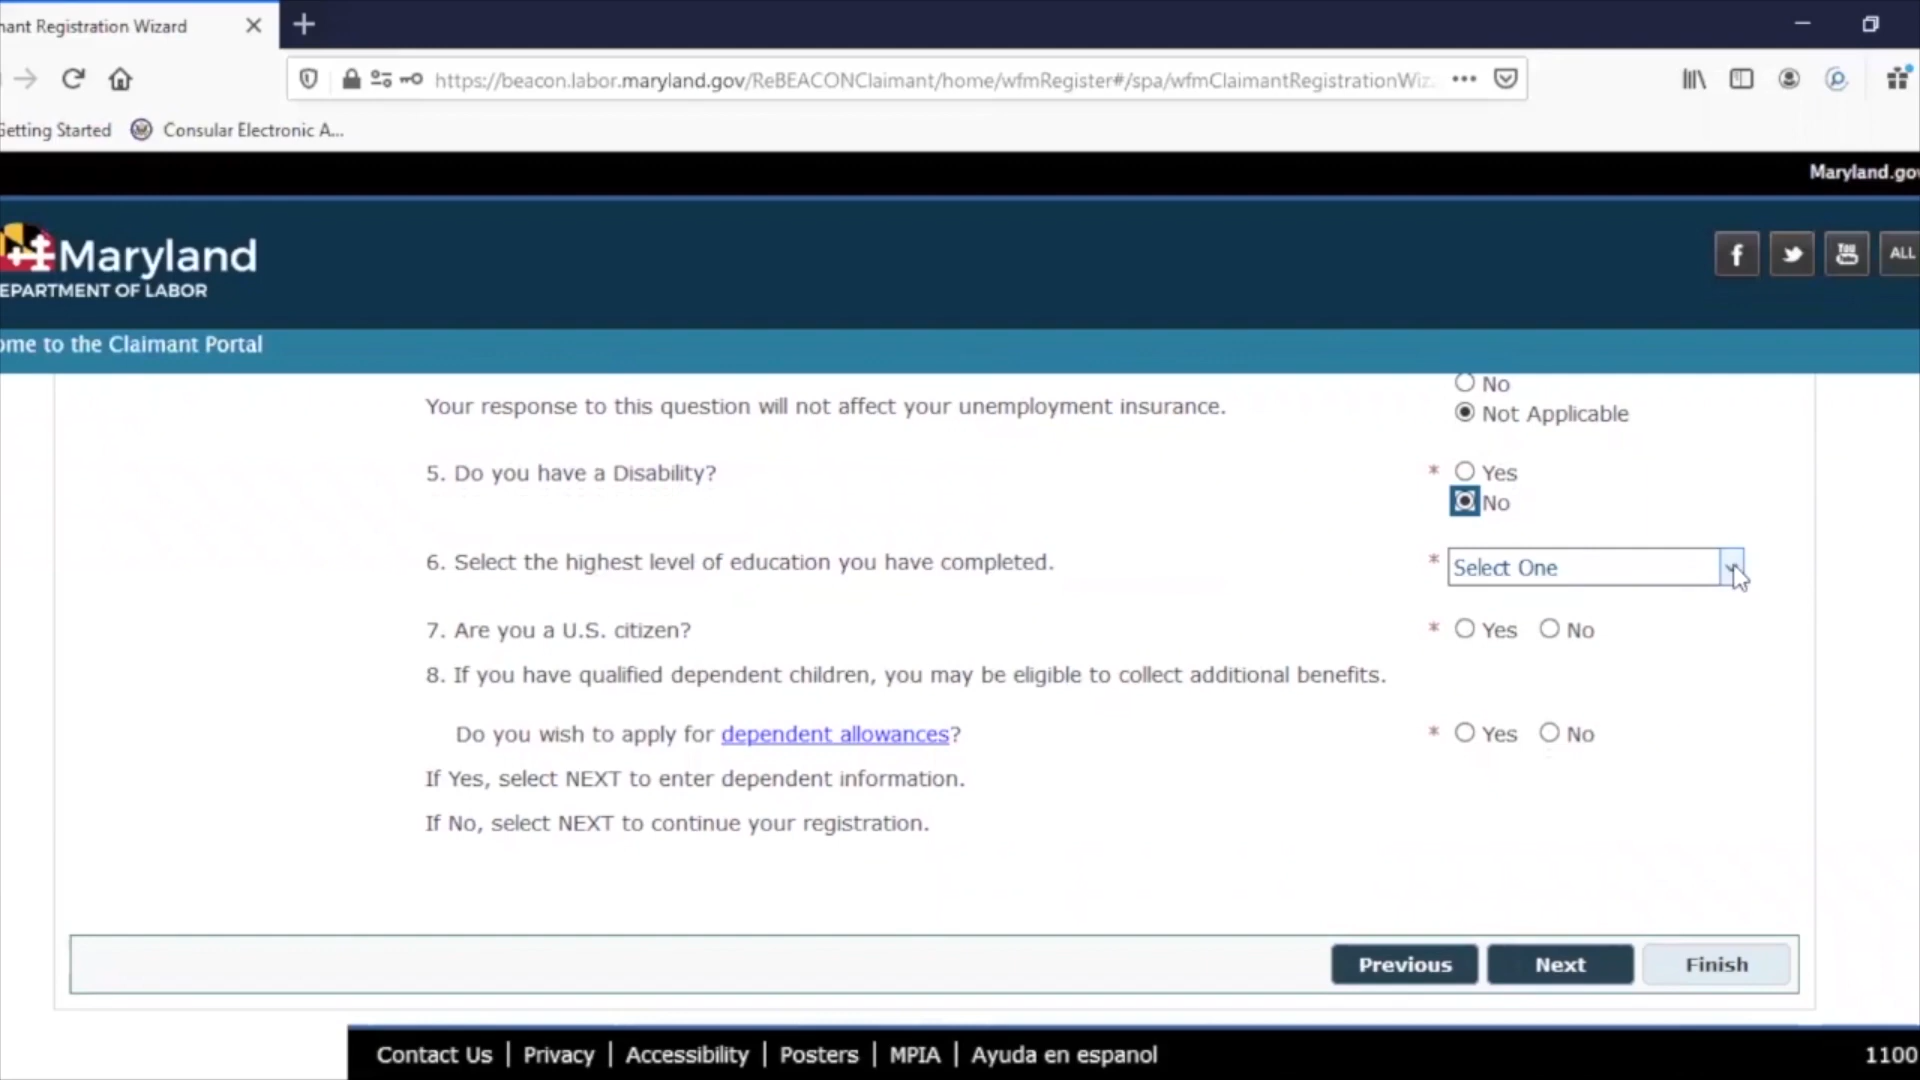 nant Registration Wizard
https://beacon.labor.maryland.gov/ReBEACONClaimant/home/wfmRegister#/spa/wfmClaimantRegistrationWiz
Getting Started Consular Electronic A...
Maryland.gov
Maryland
EPARTMENT OF LABOR
f You ALL
ome to the Claimant Portal
No
Your response to this question will not affect your unemployment insurance.
Not Applicable
5. Do you have a Disability? * Yes
No
6. Select the highest level of education you have completed. * Select One
7. Are you a U.S. citizen? * Yes No
8. If you have qualified dependent children, you may be eligible to collect additional benefits.
Do you wish to apply for dependent allowances? * Yes No
If Yes, select NEXT to enter dependent information.
If No, select NEXT to continue your registration.
Previous Next Finish
Contact Us | Privacy | Accessibility | Posters | MPIA | Ayuda en espanol 1100